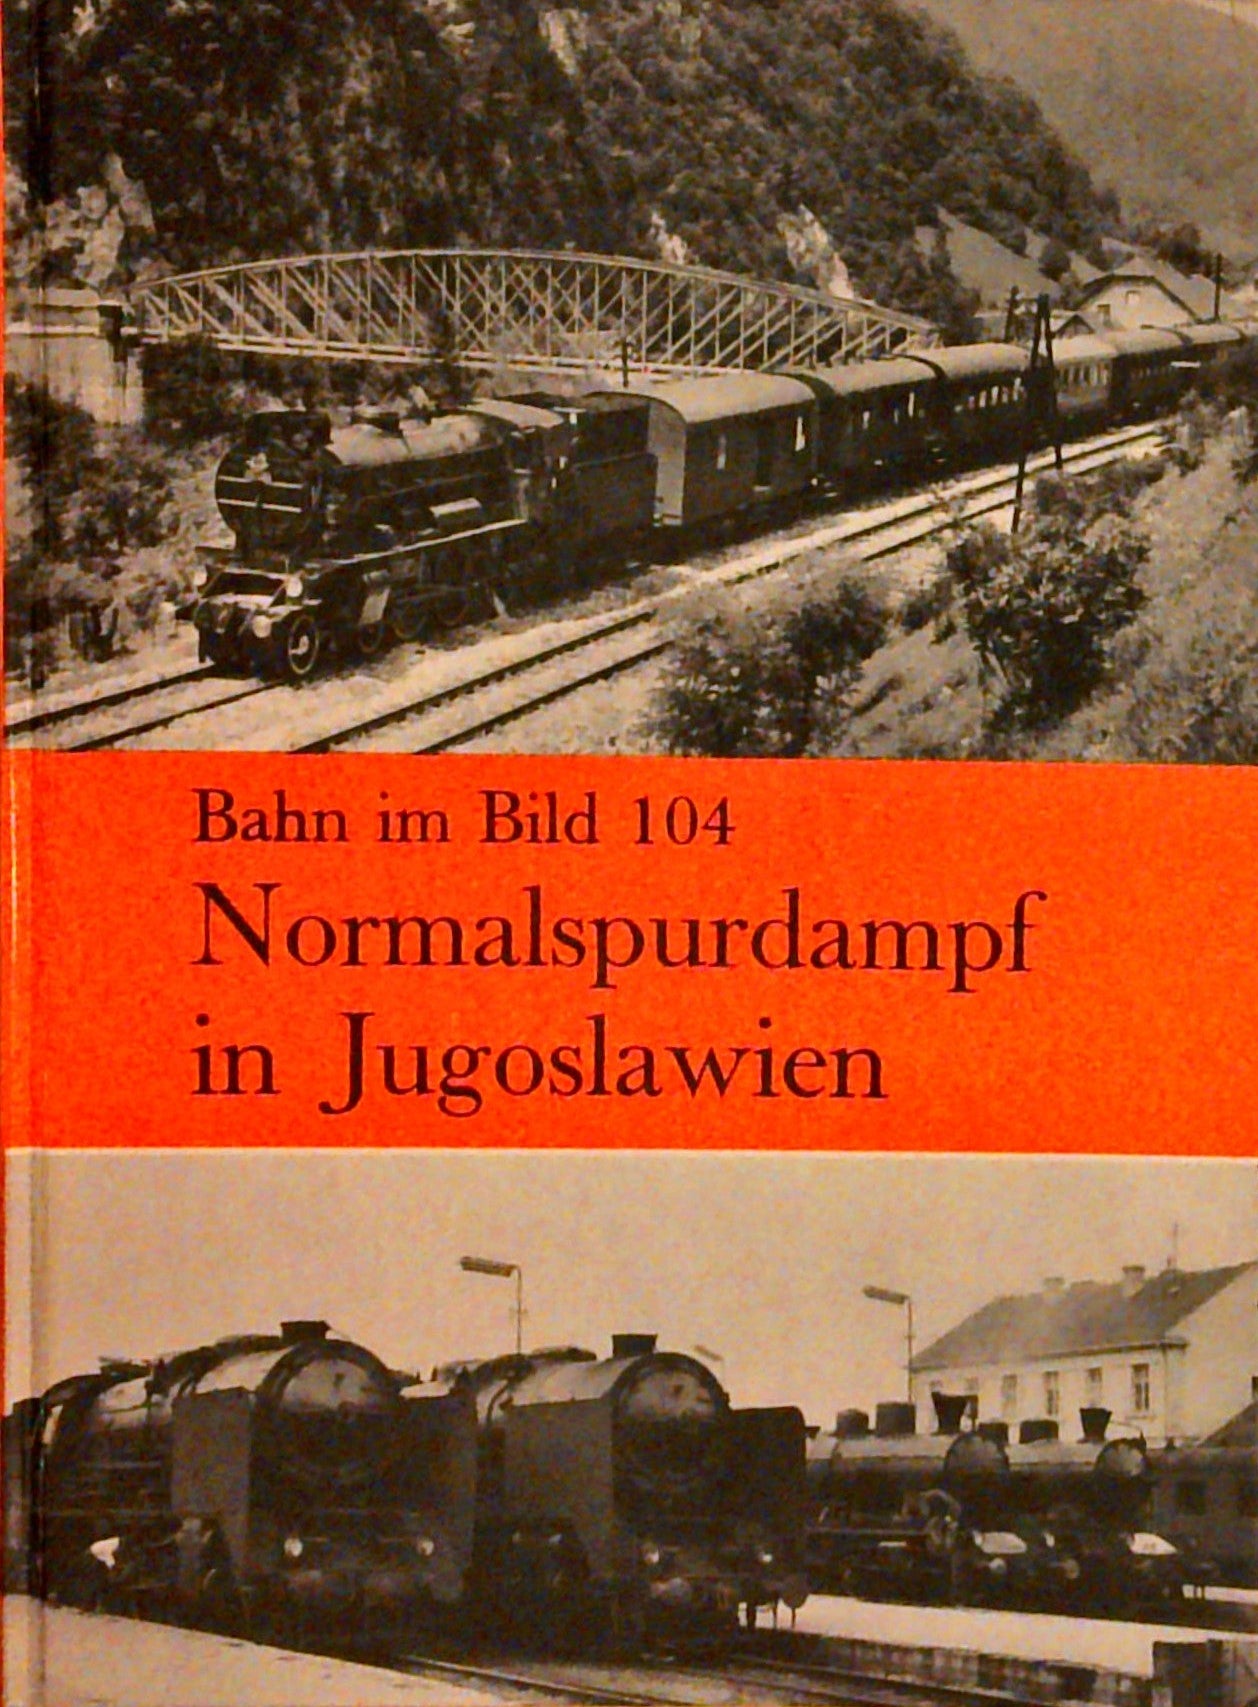 Bahn im Bild 104
Normalspurdampf
in Jugoslawien